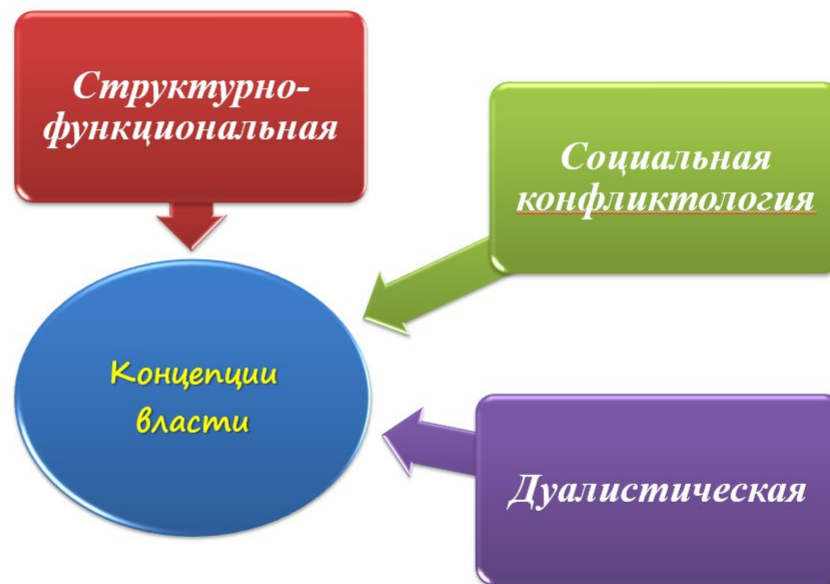 Структурно-
функциональная
Социальная
конфликтология
Концепции
власти
Дуалистическая